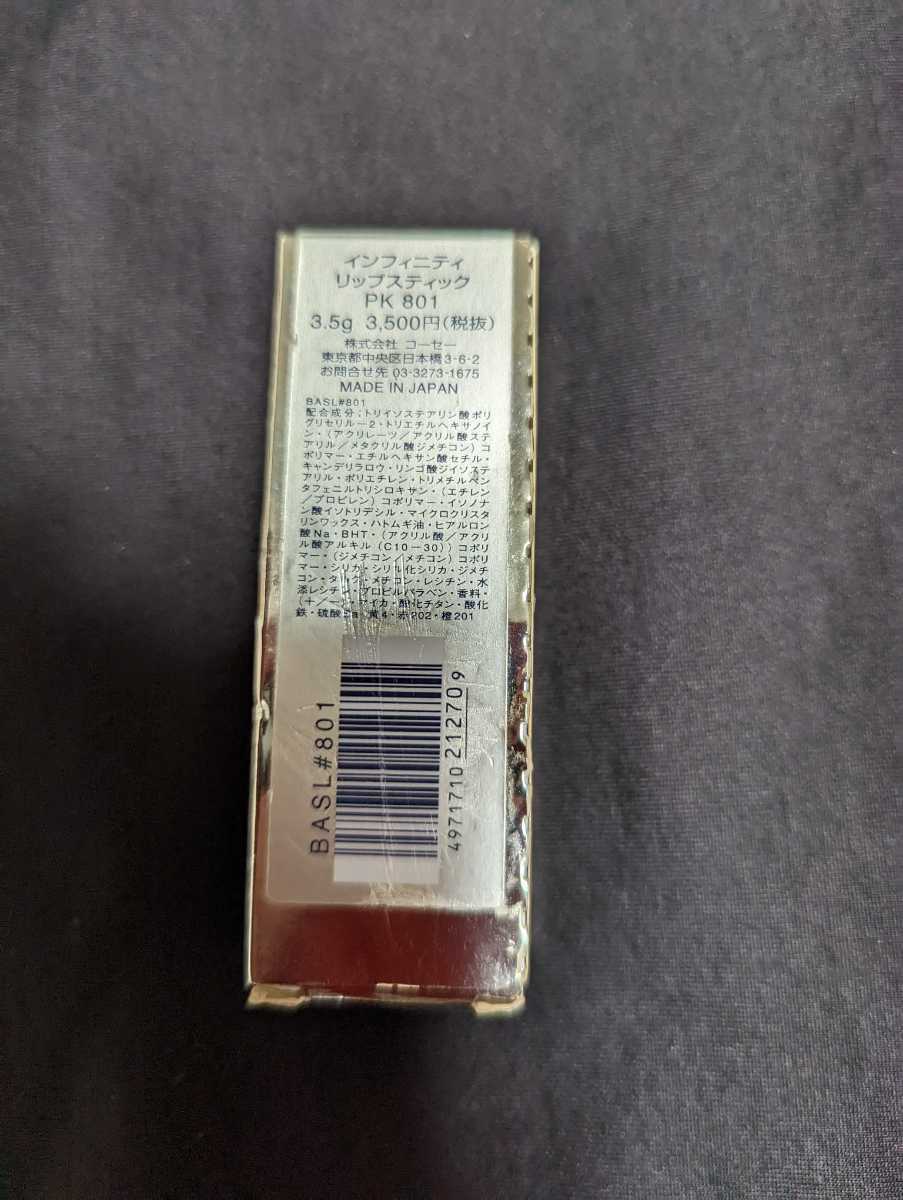 インフィニティ
リップスティック
PK 801
3.5g 3,500円(税抜)
株式会社 コーセー
東京都中央区日本橋3-6-2
お問合せ先 03-3273-1675
MADE IN JAPAN
BASL#801
配合成分:トリイソステアリン酸ポリ
グリセリル-2・トリエチルヘキサノイ
ン・(アクリレーツ/アクリル酸ステ
アリル/メタクリル酸ジメチコン)コ
ポリマー・エチルヘキサン酸セチル・
キャンデリラロウ・リンゴ酸ジイソステ
アリル・ポリエチレン・トリメチルペン
タフェニルトリシロキサン・(エチレン
/プロピレン)コポリマー・イソノナ
ン酸イソトリデシル・マイクロクリスタ
リンワックス・ハトムギ油・ヒアルロン
酸Na・BHT・(アクリル酸/アクリ
ル酸アルキル(C10-30))コポリ
マー・(ジメチコン/メチコン)コポリ
マー・シリカ・シリル化シリカ・ジメチ
コン・タルク・メチコン・レシチン・水
添レシチン・プロピルパラベン・香料・
(+/-)マイカ・酸化チタン・酸化
鉄・硫酸Ba・黄4・赤202・橙201
BASL#801
4971710212709